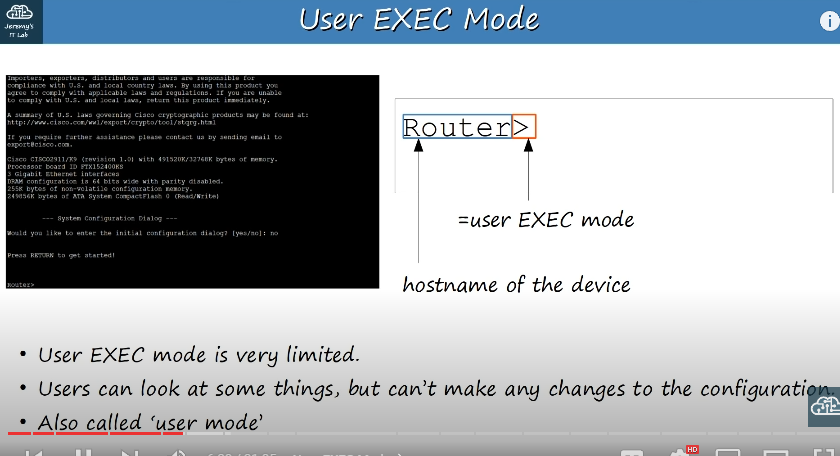 User EXEC Mode
Jeremy's
IT Lab
Importers, exporters, distributors and users are responsible for
compliance with U.S. and local country laws. By using this product you
agree to comply with applicable laws and regulations. If you are unable
to comply with U.S. and local laws, return this product immediately.
A summary of U.S. laws governing Cisco cryptographic products may be found at:
http://www.cisco.com/wwl/export/crypto/tool/stqrg.html
If you require further assistance please contact us by sending email to
export@cisco.com.
Cisco CISCO2911/K9 (revision 1.0) with 491520K/32768K bytes of memory.
Processor board ID FTX152400KS
3 Gigabit Ethernet interfaces
DRAM configuration is 64 bits wide with parity disabled.
255K bytes of non-volatile configuration memory.
249856K bytes of ATA System CompactFlash 0 (Read/Write)
--- System Configuration Dialog ---
Would you like to enter the initial configuration dialog? [yes/no]: no
Press RETURN to get started!
Router>
Router>
=user EXEC mode
hostname of the device
• User EXEC mode is very limited.
• Users can look at some things, but can't make any changes to the configuration.
• Also called 'user mode'
HD